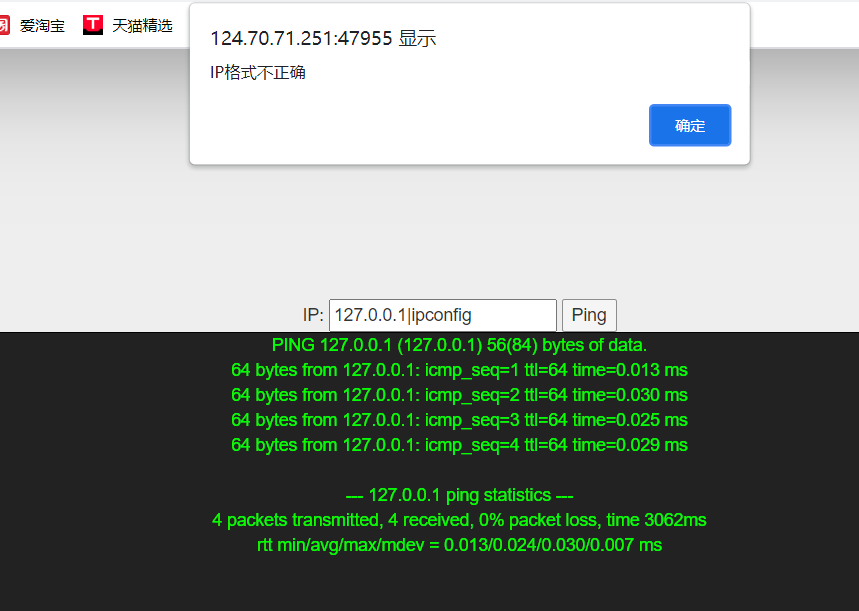 爱淘宝 T 天猫精选
124.70.71.251:47955 显示
IP格式不正确
确定
IP: 127.0.0.1|ipconfig Ping
PING 127.0.0.1 (127.0.0.1) 56(84) bytes of data.
64 bytes from 127.0.0.1: icmp_seq=1 ttl=64 time=0.013 ms
64 bytes from 127.0.0.1: icmp_seq=2 ttl=64 time=0.030 ms
64 bytes from 127.0.0.1: icmp_seq=3 ttl=64 time=0.025 ms
64 bytes from 127.0.0.1: icmp_seq=4 ttl=64 time=0.029 ms
--- 127.0.0.1 ping statistics ---
4 packets transmitted, 4 received, 0% packet loss, time 3062ms
rtt min/avg/max/mdev = 0.013/0.024/0.030/0.007 ms